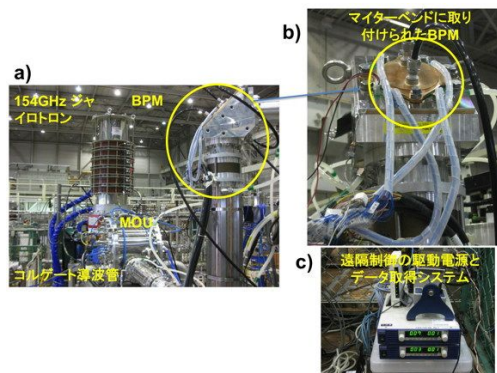 a)
154GHz ジャ
イロトロン
BPM
MOU
コルゲート導波管
b)
マイターベンドに取り
付けられたBPM
c)
遠隔制御の駆動電源と
データ取得システム